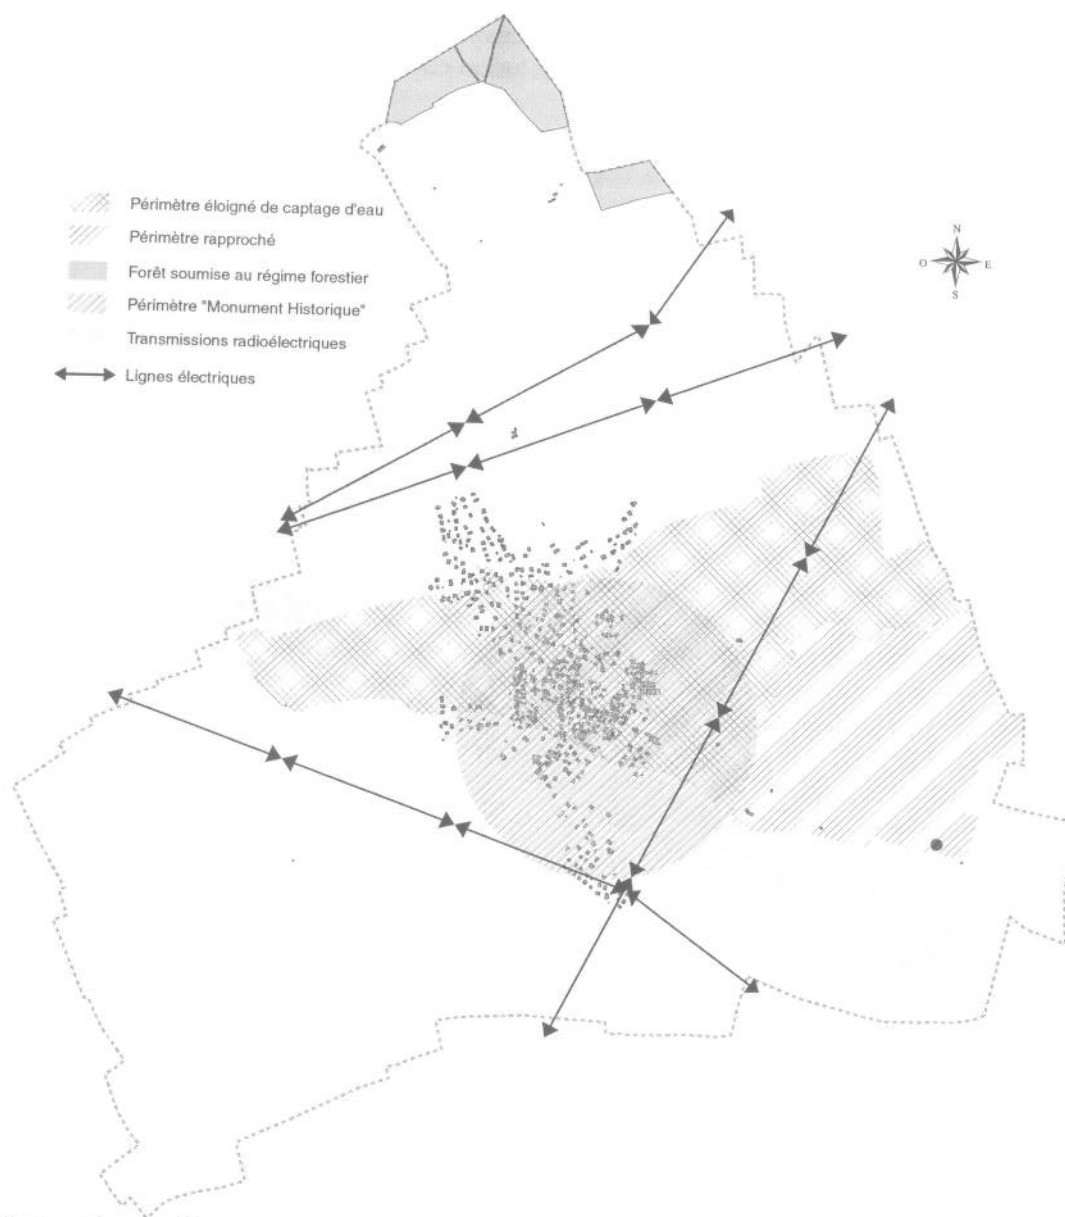 Périmètre éloigné de captage d'eau
Périmètre rapproché
Forêt soumise au régime forestier
Périmètre "Monument Historique"
Transmissions radioélectriques
Lignes électriques
N
O E
S